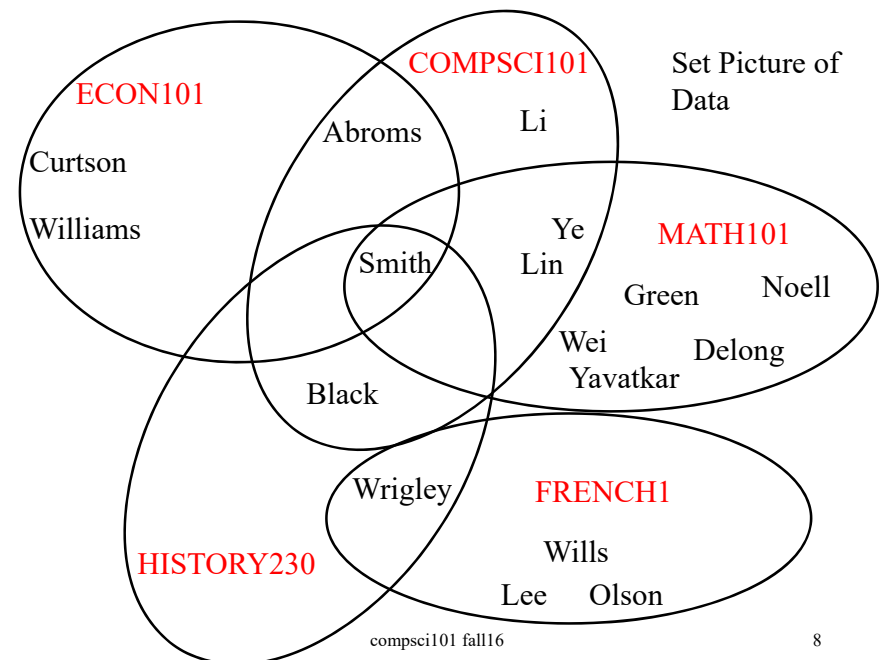 COMPSCI101
Set Picture of
Data
ECON101
Abroms
Li
Curtson
Williams
Ye
MATH101
Smith
Lin
Green
Noell
Wei
Delong
Yavatkar
Black
Wrigley
FRENCH1
HISTORY230
Wills
Lee
Olson
compsci101 fall16
8